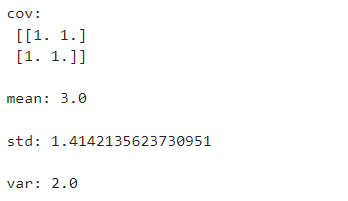 cov:
[[1. 1.]
[1. 1.]]
mean: 3.0
std: 1.4142135623730951
var: 2.0